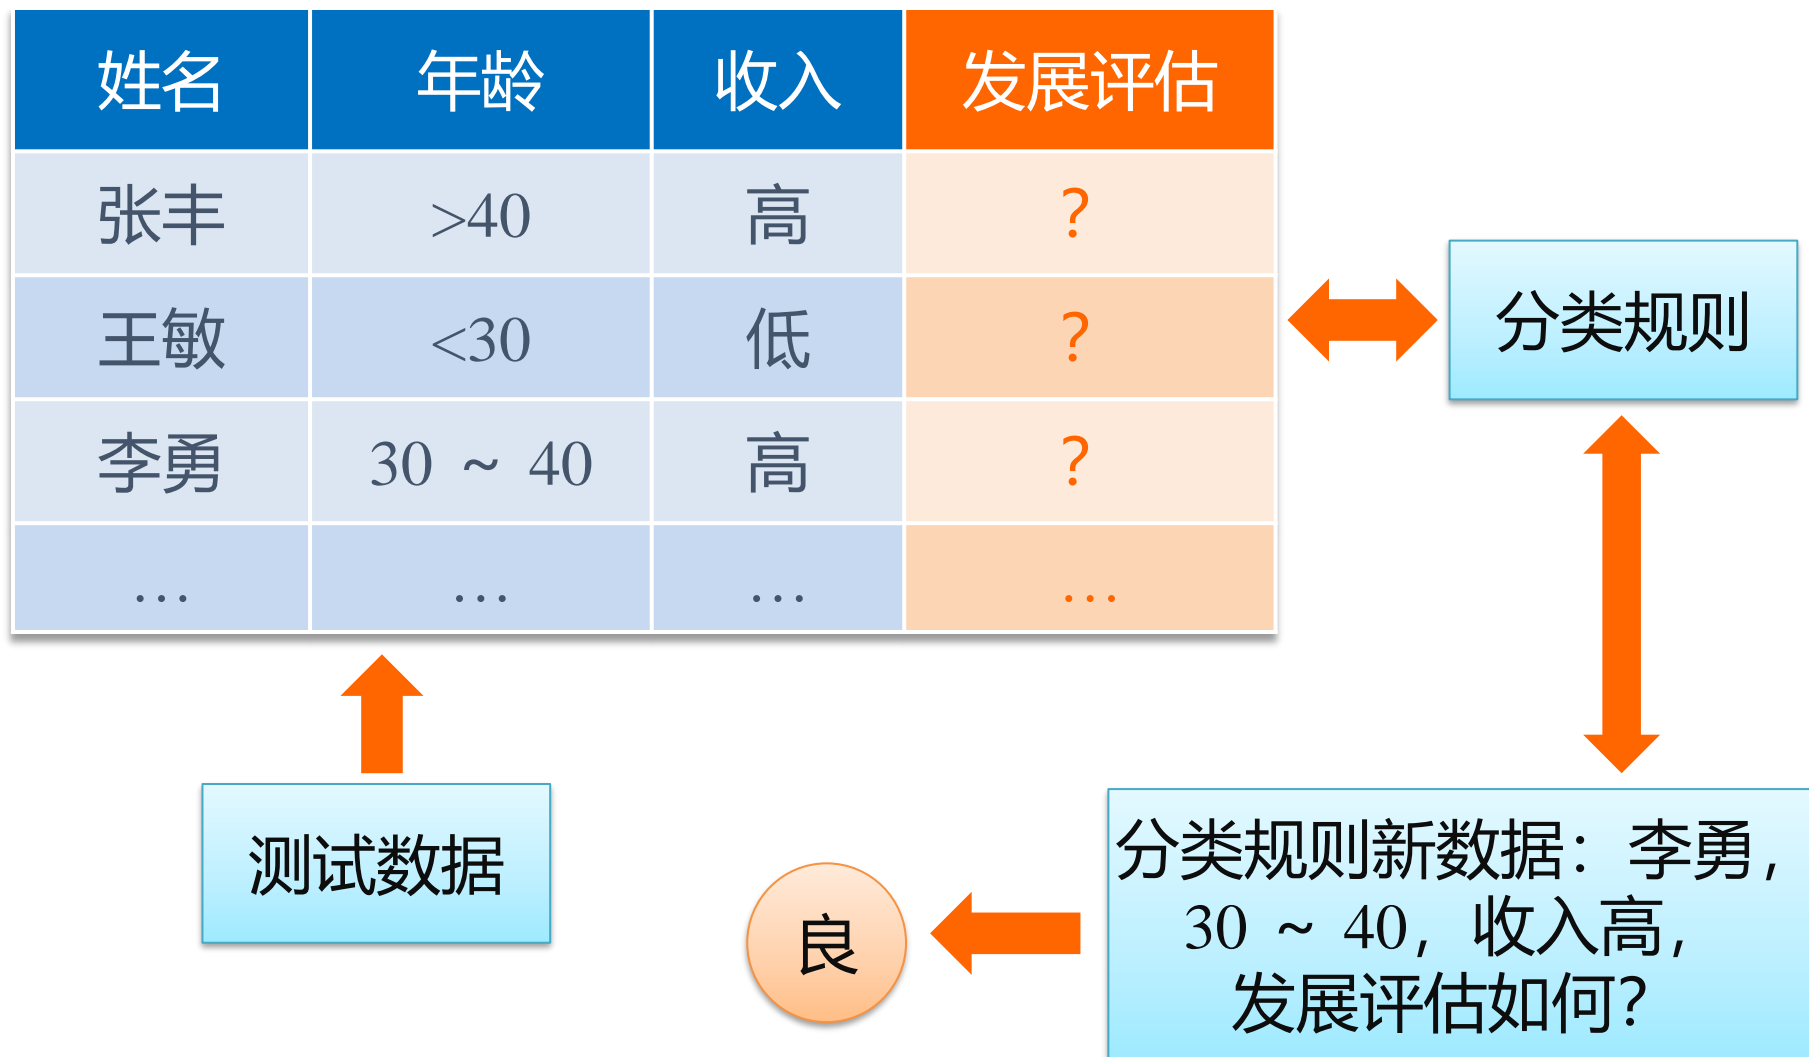 姓名 年龄 收入 发展评估
张丰 >40 高 ？
王敏 <30 低 ？
李勇 30 ~ 40 高 ？
… … … …
分类规则
测试数据
良
分类规则新数据：李勇，
30 ~ 40，收入高，
发展评估如何？